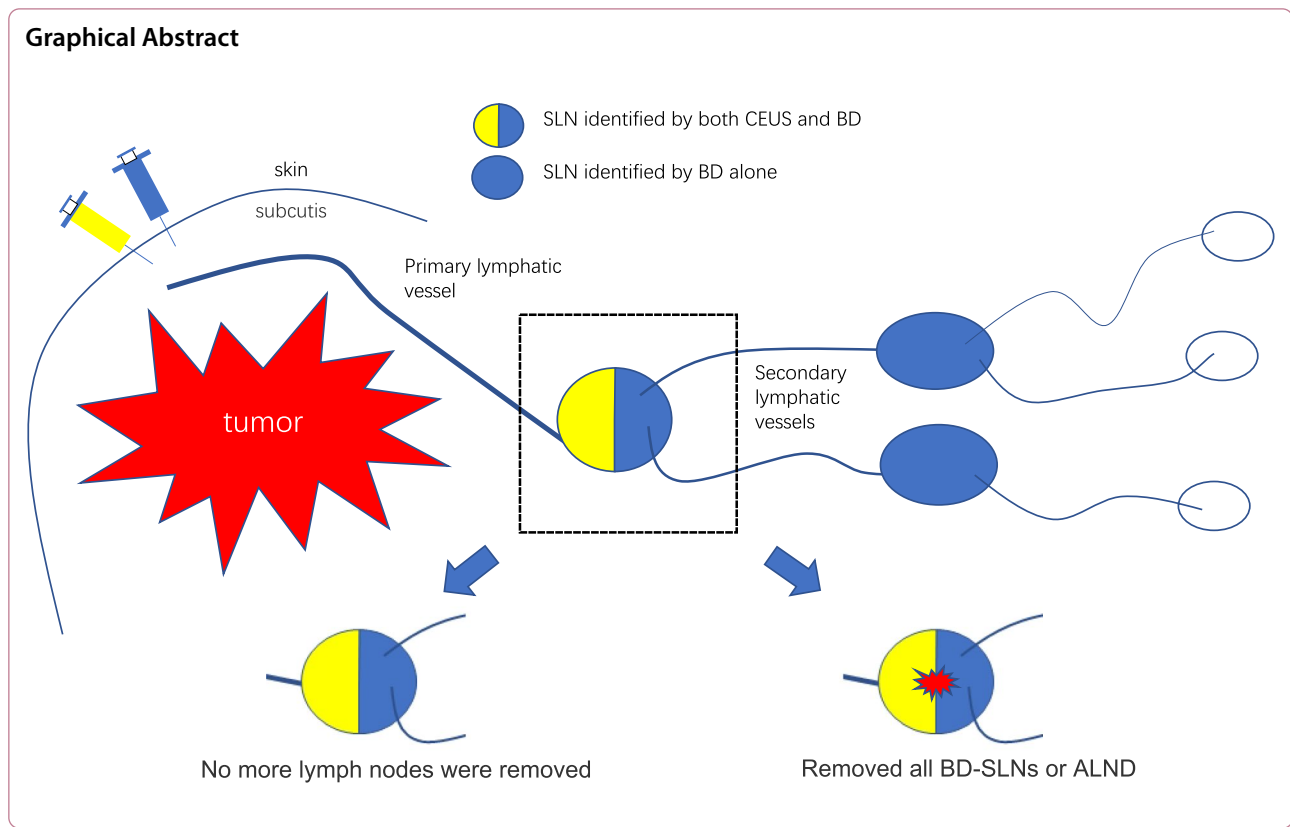 Graphical Abstract
SLN identified by both CEUS and BD
SLN identified by BD alone
skin
subcutis
Primary lymphatic
vessel
Secondary
lymphatic
vessels
tumor
No more lymph nodes were removed
Removed all BD-SLNs or ALND